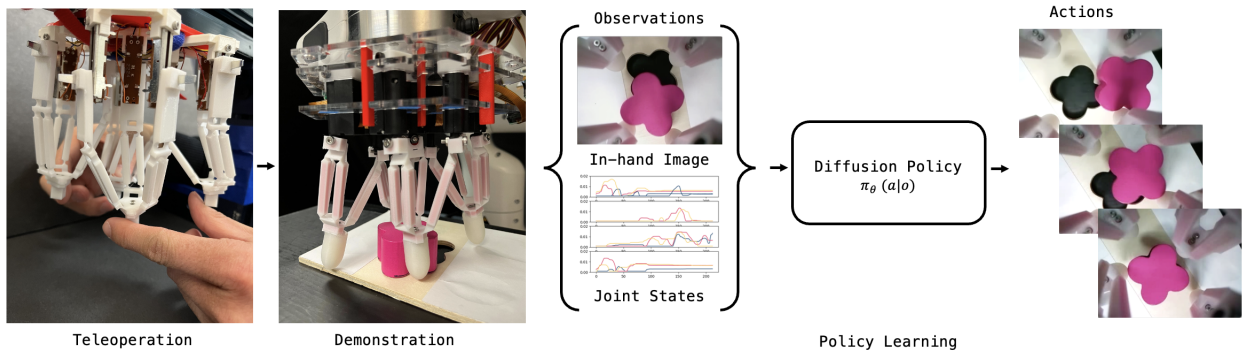 Observations
Actions
In-hand Image
Diffusion Policy
πθ (a|o)
Joint States
Teleoperation
Demonstration
Policy Learning